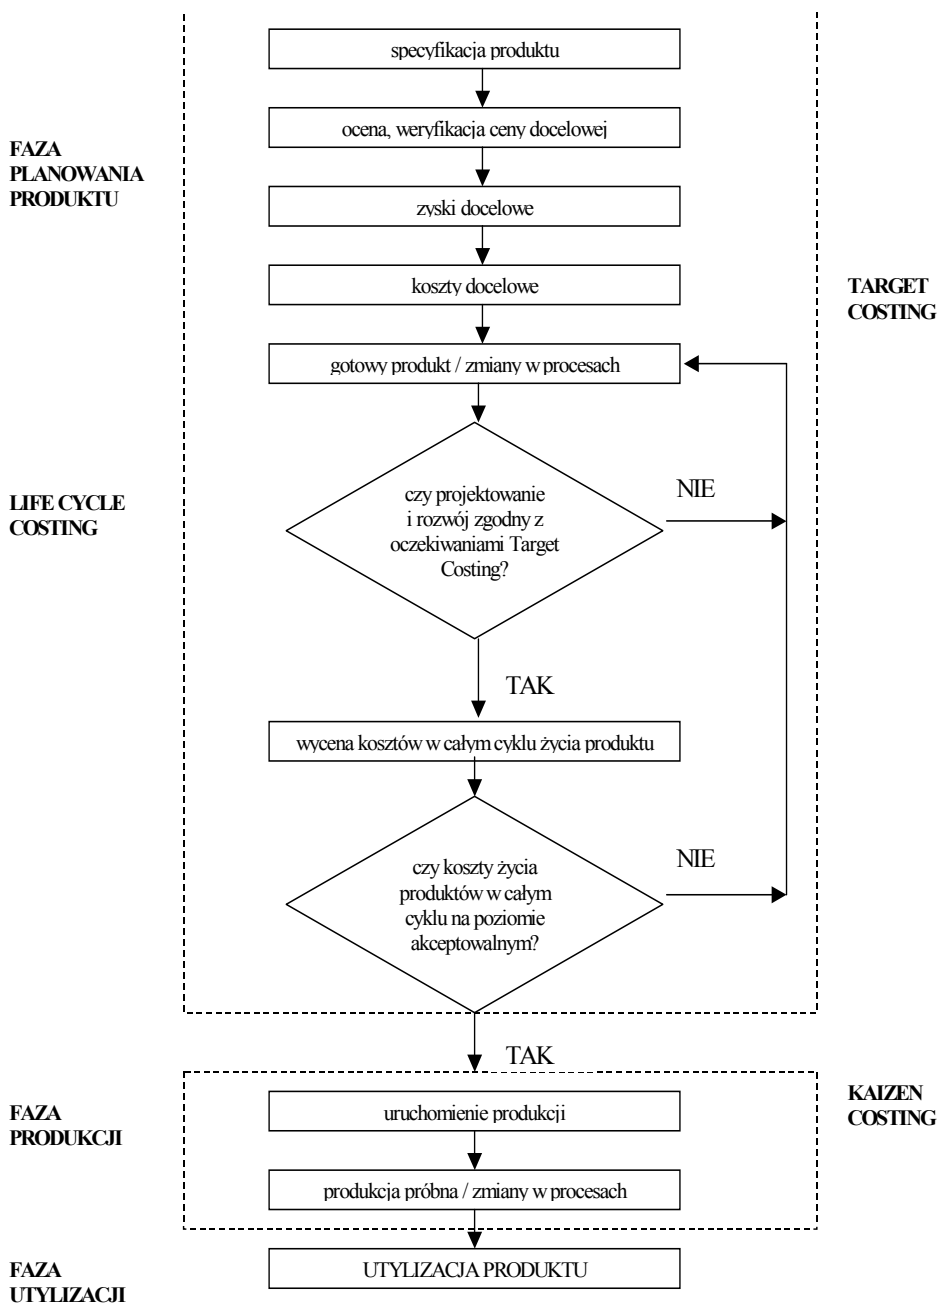 specyfikacja produktu
ocena, weryfikacja ceny docelowej
FAZA
PLANOWANIA
PRODUKTU
zyski docelowe
koszty docelowe
TARGET
COSTING
gotowy produkt / zmiany w procesach
LIFE CYCLE
COSTING
czy projektowanie
i rozwój zgodny z
oczekiwaniami Target
Costing?
NIE
TAK
wycena kosztów w całym cyklu życia produktu
czy koszty życia
produktów w całym
cyklu na poziomie
akceptowalnym?
NIE
TAK
FAZA
PRODUKCJI
uruchomienie produkcji
KAIZEN
COSTING
produkcja próbna / zmiany w procesach
FAZA
UTYLIZACJI
UTYLIZACJA PRODUKTU